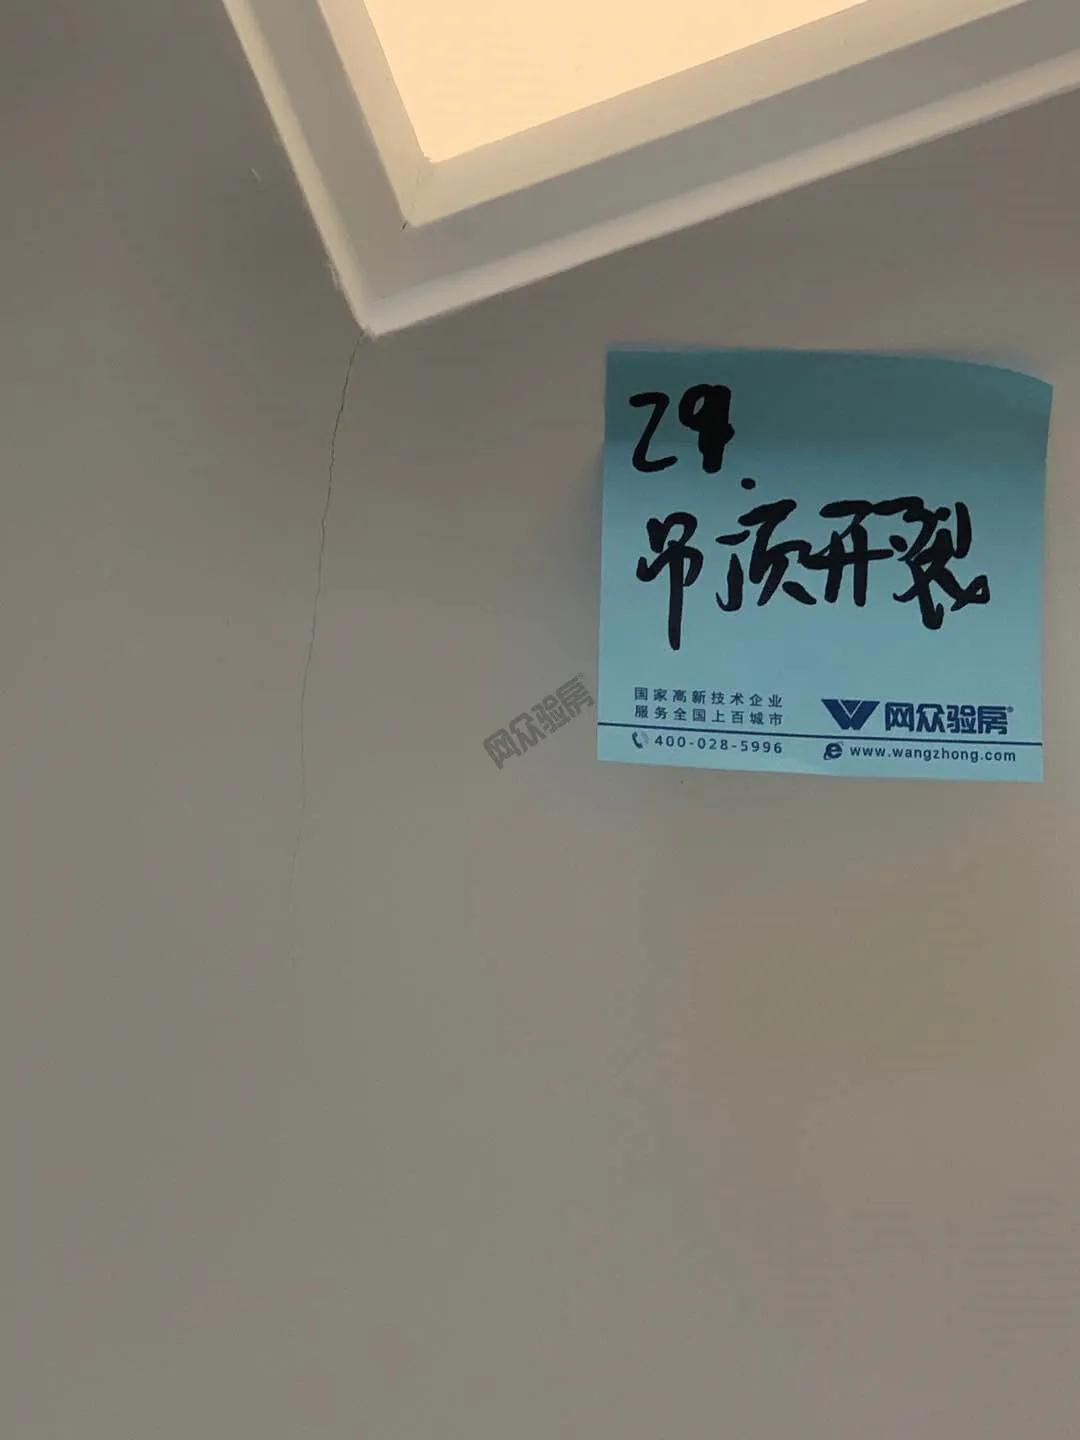 29.
吊顶开裂
国家高新技术企业
服务全国上百城市
网众验房®
400-028-5996
www.wangzhong.com
网众验房®